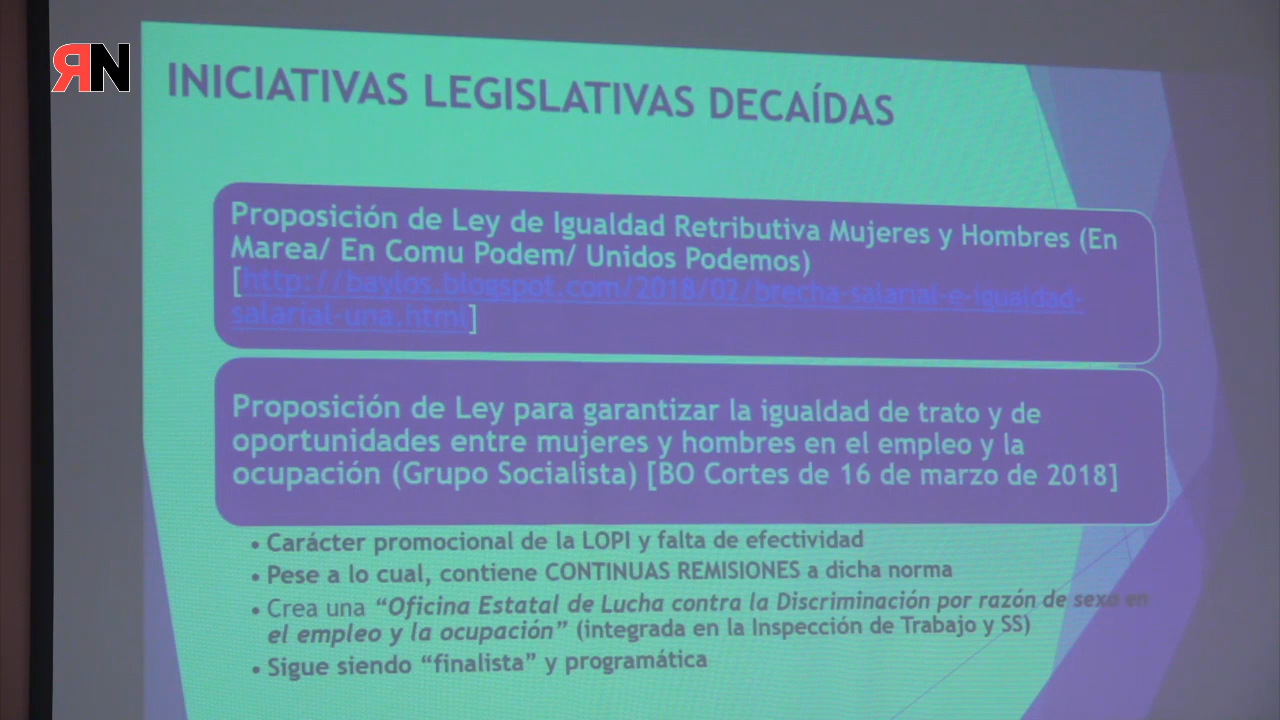 ЯN
INICIATIVAS LEGISLATIVAS DECAÍDAS
Proposición de Ley de Igualdad Retributiva Mujeres y Hombres (En
Marea/ En Comu Podem/ Unidos Podemos)
[http://baylos.blogspot.com/2018/02/brecha-salarial-e-igualdad-
salarial-una.html]
Proposición de Ley para garantizar la igualdad de trato y de
oportunidades entre mujeres y hombres en el empleo y la
ocupación (Grupo Socialista) [BO Cortes de 16 de marzo de 2018]
• Carácter promocional de la LOPI y falta de efectividad
• Pese a lo cual, contiene CONTINUAS REMISIONES a dicha norma
• Crea una “Oficina Estatal de Lucha contra la Discriminación por razón de sexo en
el empleo y la ocupación” (integrada en la Inspección de Trabajo y SS)
• Sigue siendo “finalista” y programática